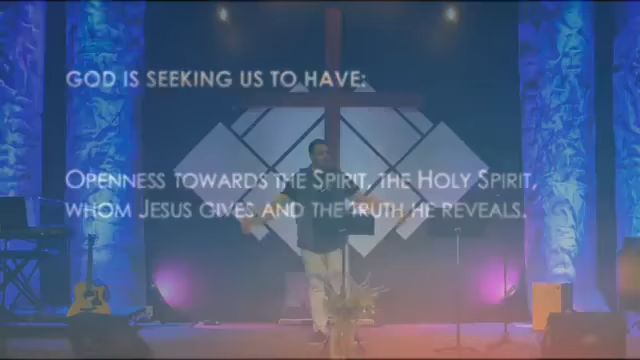 GOD IS SEEKING US TO HAVE:
OPENNESS TOWARDS THE SPIRIT, THE HOLY SPIRIT,
WHOM JESUS GIVES AND THE TRUTH HE REVEALS.